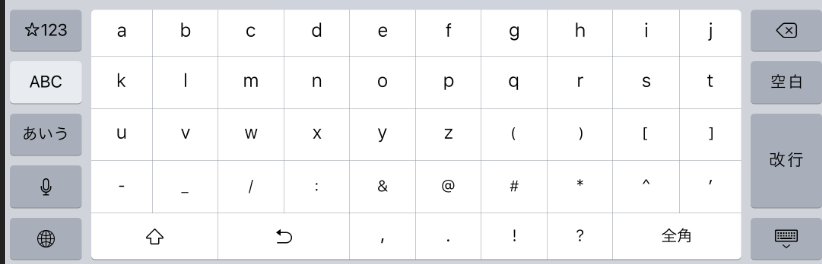 ☆123 a b c d e f g h i j
ABC k l m n o p q r s t 空白
あいう u v w x y z ( ) [ ]
改行
- _ / : & @ # * ^ ′
, . ! ? 全角